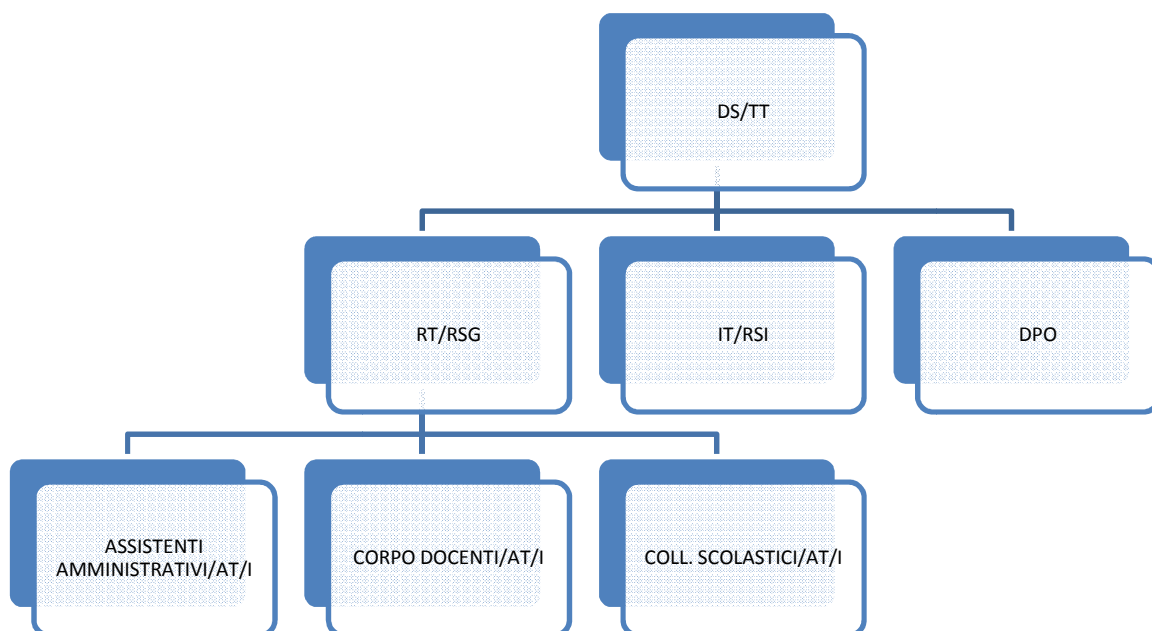 DS/TT
RT/RSG
IT/RSI
DPO
ASSISTENTI
AMMINISTRATIVI/AT/I
CORPO DOCENTI/AT/I
COLL. SCOLASTICI/AT/I